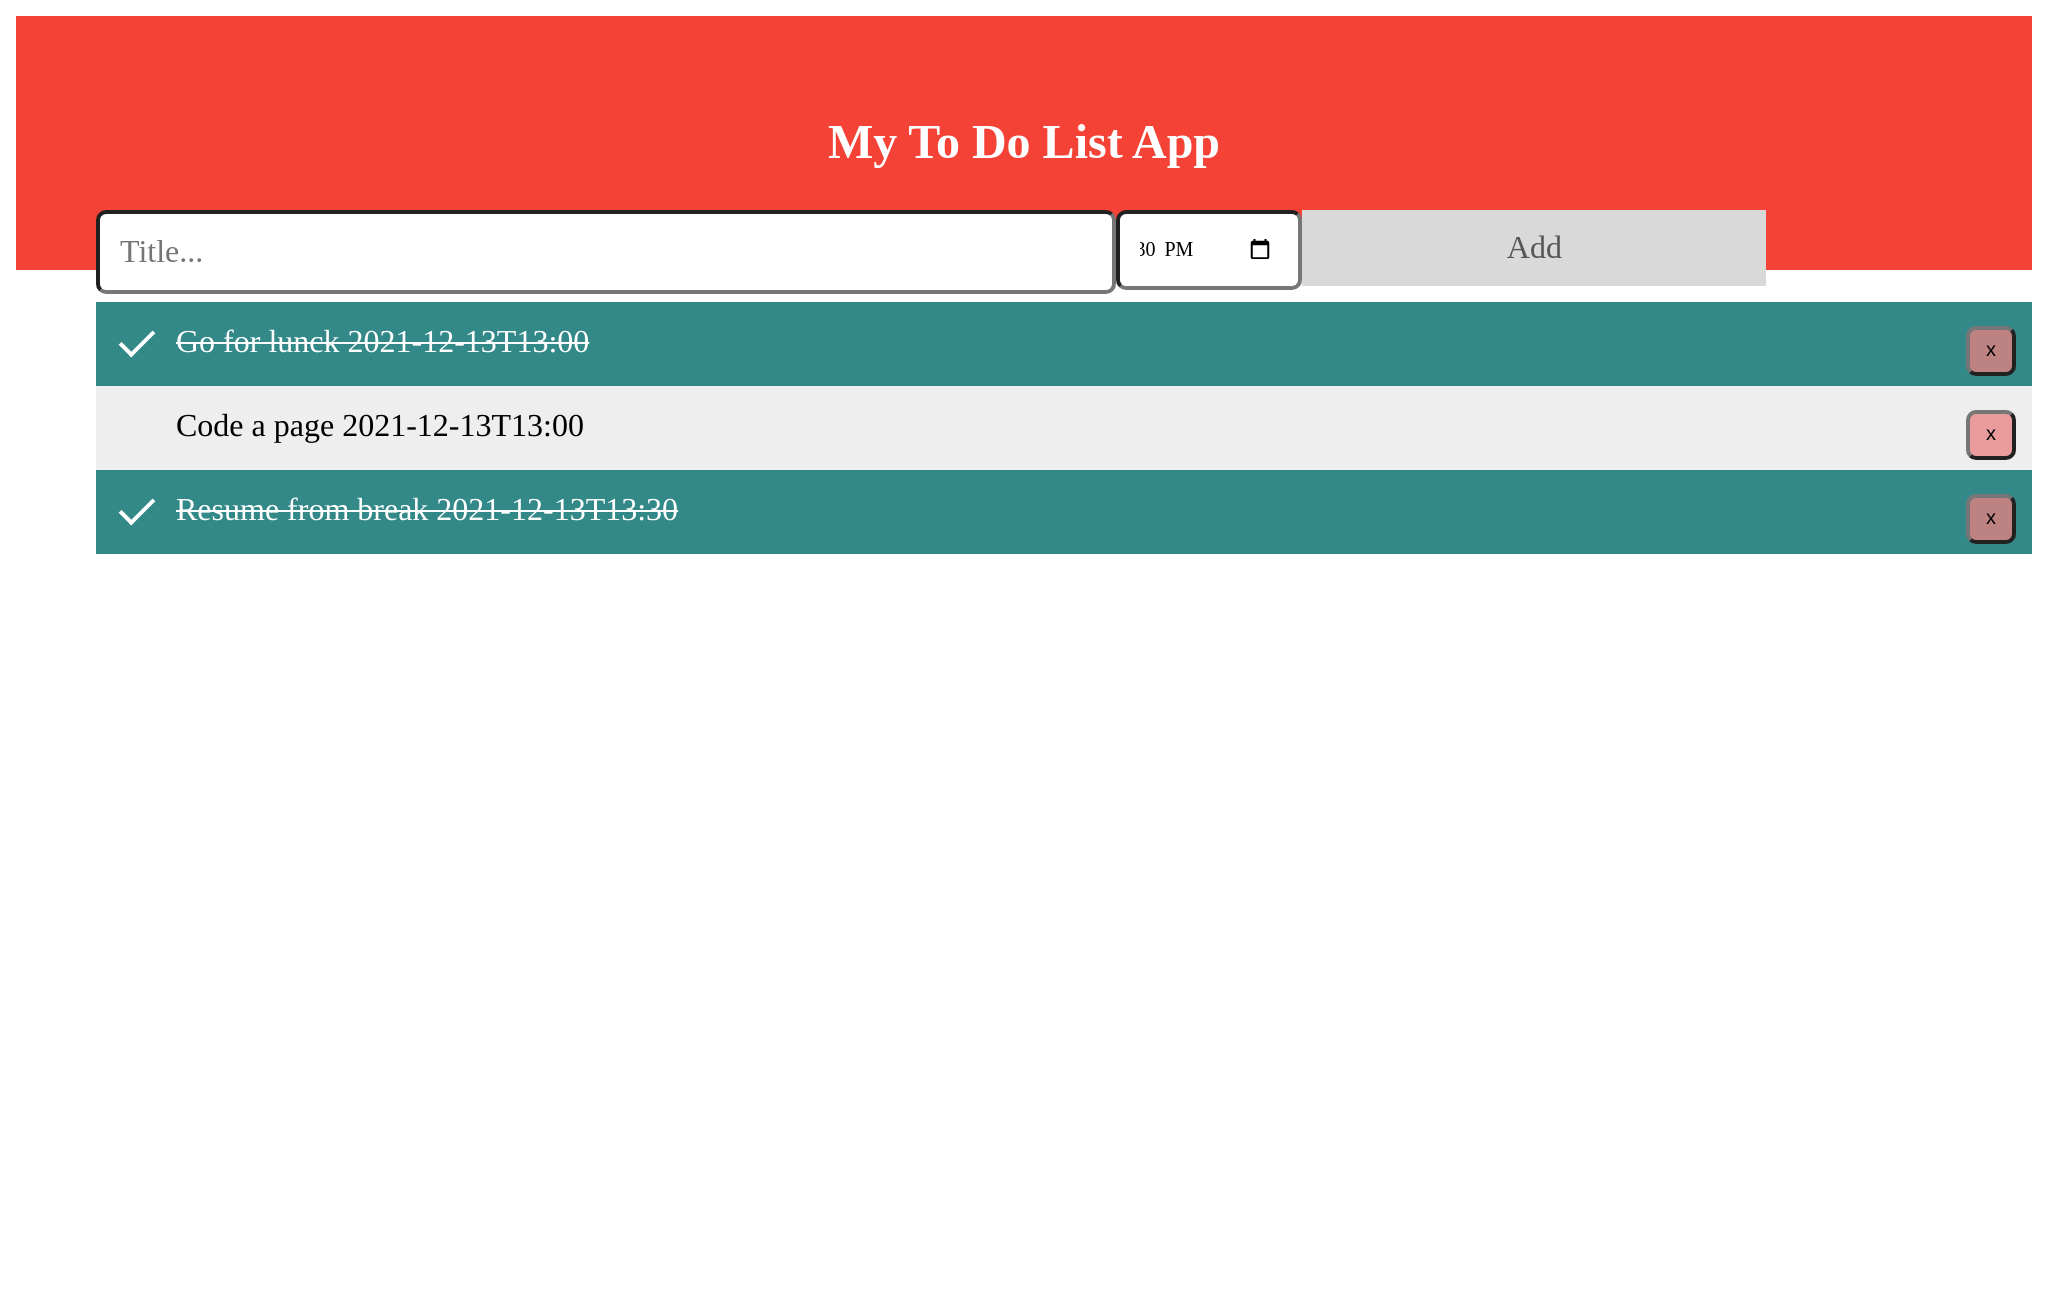 My To Do List App
Title...
30 PM
Add
Go for lunck 2021-12-13T13:00
x
Code a page 2021-12-13T13:00
x
Resume from break 2021-12-13T13:30
x